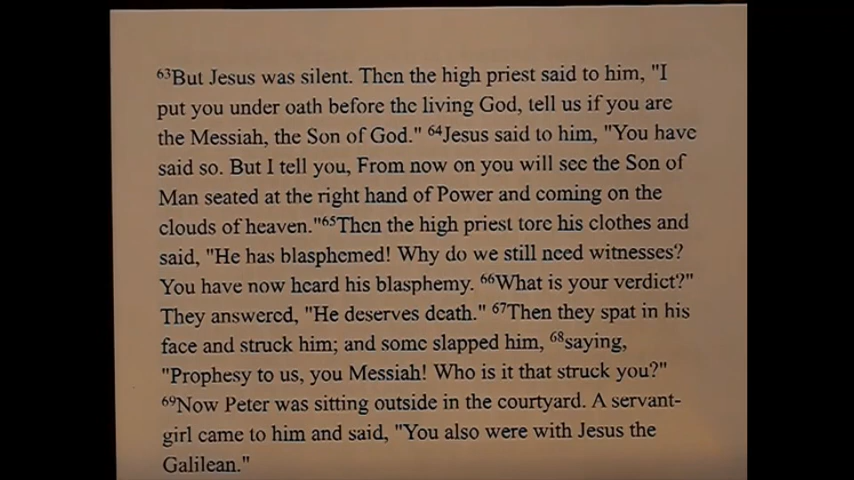 ⁶³But Jesus was silent. Then the high priest said to him, "I
put you under oath before the living God, tell us if you are
the Messiah, the Son of God." ⁶⁴Jesus said to him, "You have
said so. But I tell you, From now on you will see the Son of
Man seated at the right hand of Power and coming on the
clouds of heaven."⁶⁵Then the high priest tore his clothes and
said, "He has blasphemed! Why do we still need witnesses?
You have now heard his blasphemy. ⁶⁶What is your verdict?"
They answered, "He deserves death." ⁶⁷Then they spat in his
face and struck him; and some slapped him, ⁶⁸saying,
"Prophesy to us, you Messiah! Who is it that struck you?"
⁶⁹Now Peter was sitting outside in the courtyard. A servant-
girl came to him and said, "You also were with Jesus the
Galilean."